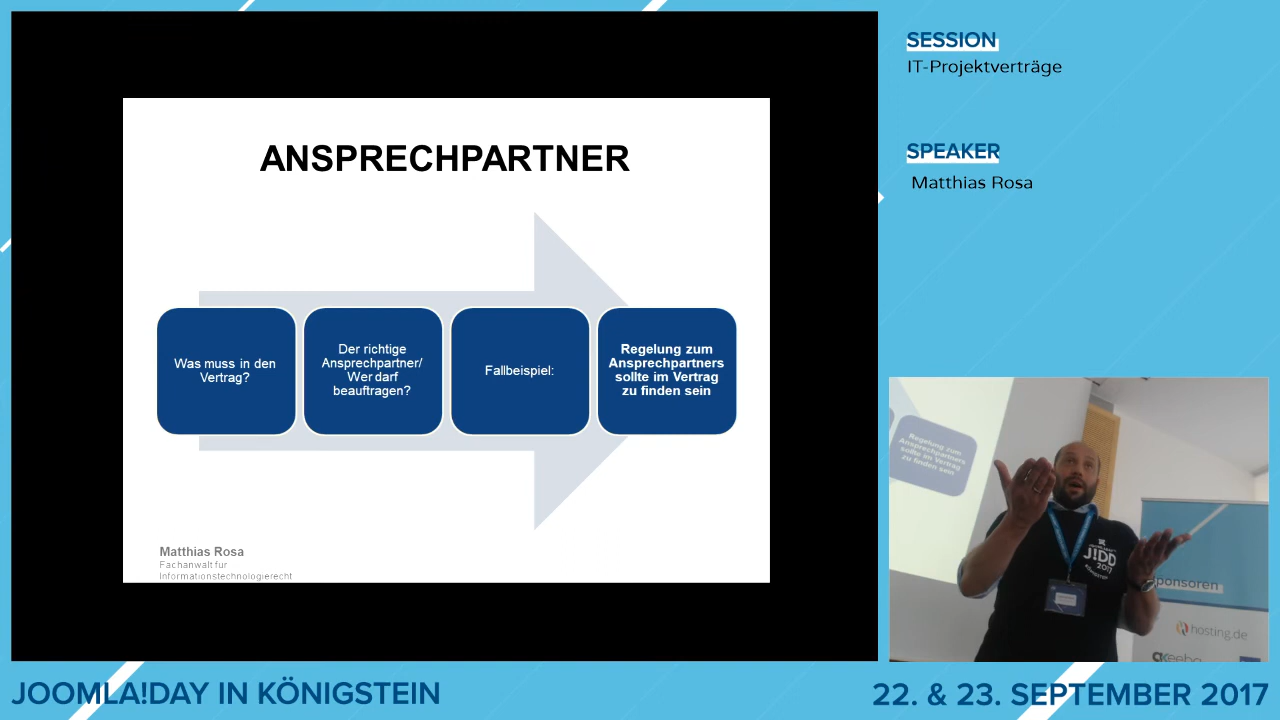 SESSION
IT-Projektverträge
SPEAKER
Matthias Rosa
ANSPRECHPARTNER
Was muss in den
Vertrag?
Der richtige
Ansprechpartner/
Wer darf
beauftragen?
Fallbeispiel:
Regelung zum
Ansprechpartners
sollte im Vertrag
zu finden sein
Matthias Rosa
Fachanwalt für
Informationstechnologierecht
Regelung zum
Ansprechpartners
sollte im Vertrag
zu finden sein
J!DD
2017
Sponsoren
hosting.de
akeeba
JOOMLA!DAY IN KÖNIGSTEIN
22. & 23. SEPTEMBER 2017